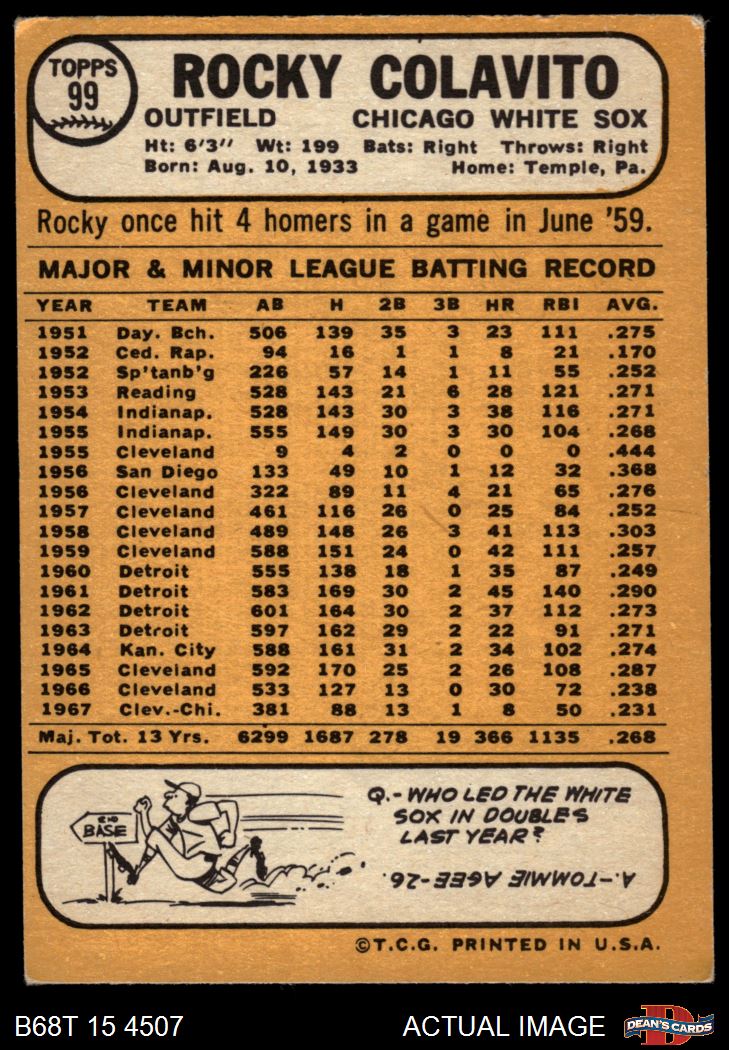 TOPPS
99
ROCKY COLAVITO
OUTFIELD CHICAGO WHITE SOX
Ht: 6'3" Wt: 199 Bats: Right Throws: Right
Born: Aug. 10, 1933 Home: Temple, Pa.
Rocky once hit 4 homers in a game in June '59.
MAJOR & MINOR LEAGUE BATTING RECORD
YEAR TEAM AB H 2B 3B HR RBI AVG.
1951 Day. Bch. 506 139 35 3 23 111 .275
1952 Ced. Rap. 94 16 1 1 8 21 .170
1952 Sp'tanb'g 226 57 14 1 11 55 .252
1953 Reading 528 143 21 6 28 121 .271
1954 Indianap. 528 143 30 3 38 116 .271
1955 Indianap. 555 149 30 3 30 104 .268
1955 Cleveland 9 4 2 0 0 0 .444
1956 San Diego 133 49 10 1 12 32 .368
1956 Cleveland 322 89 11 4 21 65 .276
1957 Cleveland 461 116 26 0 25 84 .252
1958 Cleveland 489 148 26 3 41 113 .303
1959 Cleveland 588 151 24 0 42 111 .257
1960 Detroit 555 138 18 1 35 87 .249
1961 Detroit 583 169 30 2 45 140 .290
1962 Detroit 601 164 30 2 37 112 .273
1963 Detroit 597 162 29 2 22 91 .271
1964 Kan. City 588 161 31 2 34 102 .274
1965 Cleveland 592 170 25 2 26 108 .287
1966 Cleveland 533 127 13 0 30 72 .238
1967 Clev.-Chi. 381 88 13 1 8 50 .231
Maj. Tot. 13 Yrs. 6299 1687 278 19 366 1135 .268
2ND
BASE
Q.- WHO LED THE WHITE
SOX IN DOUBLES
LAST YEAR?
A.-TOMMIE AGEE-26.
©T.C.G. PRINTED IN U.S.A.
B68T 15 4507 ACTUAL IMAGE
D
DEAN'S CARDS